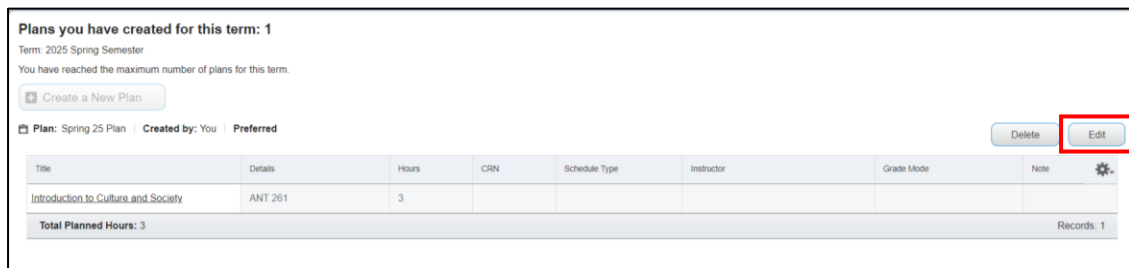 Plans you have created for this term: 1
Term: 2025 Spring Semester
You have reached the maximum number of plans for this term.
Create a New Plan
Plan: Spring 25 Plan Created by: You Preferred Delete Edit
Title Details Hours CRN Schedule Type Instructor Grade Mode Note
Introduction to Culture and Society ANT 261 3
Total Planned Hours: 3 Records: 1